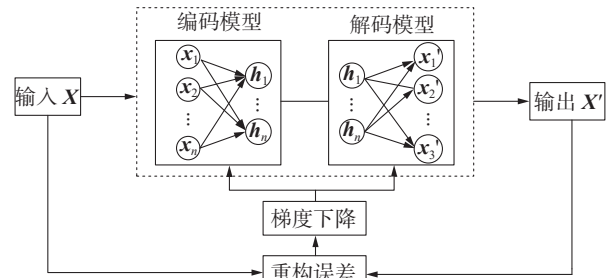 编码模型
解码模型
输入 X
x₁
x₂
…
xₙ
h₁
…
hₙ
h₁
…
hₙ
x₁'
x₂'
…
x₃'
输出 X'
梯度下降
重构误差